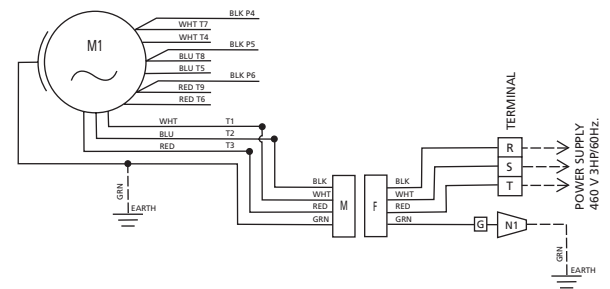 BLK P4
WHT T7
M1
WHT T4
BLK P5
BLU T8
BLU T5
BLK P6
RED T9
RED T6
WHT T1
BLU T2
RED T3
GRN
EARTH
BLK
WHT
RED
GRN
M
F
BLK
WHT
RED
GRN
TERMINAL
R
S
T
POWER SUPPLY
460 V 3HP/60Hz.
G
N1
GRN
EARTH